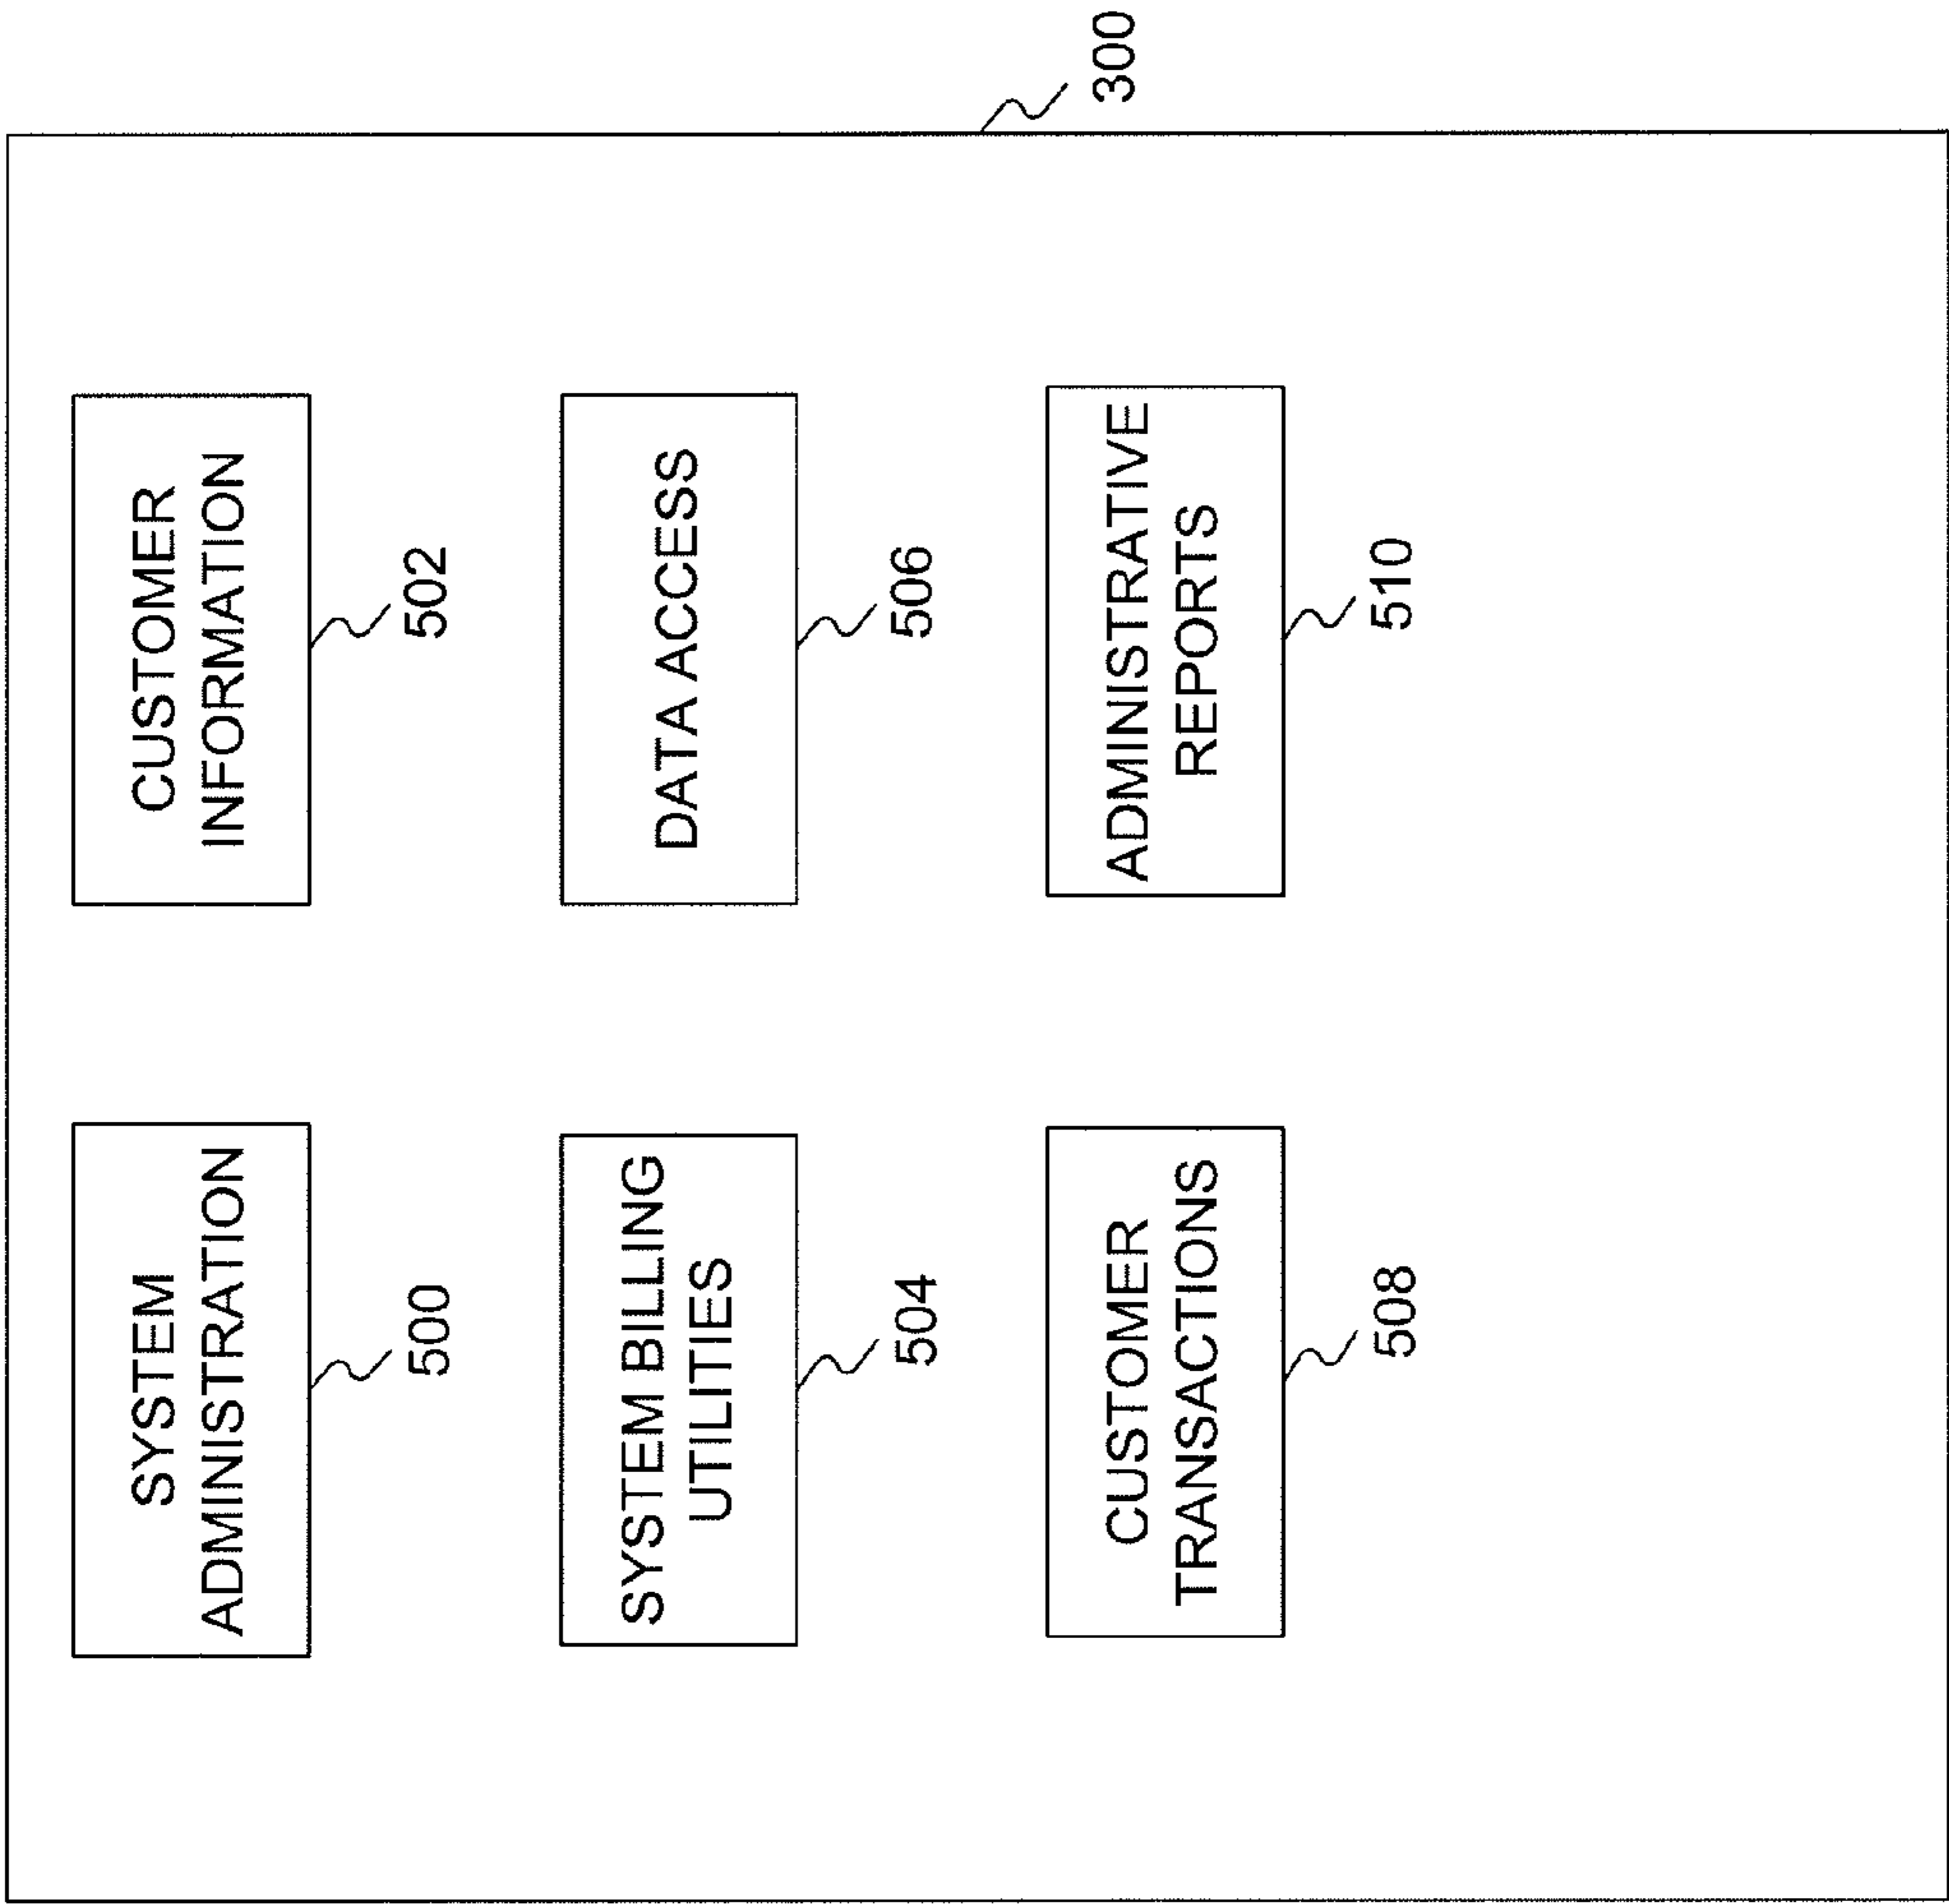 SYSTEM
ADMINISTRATION
500
CUSTOMER
INFORMATION
502
SYSTEM BILLING
UTILITIES
504
DATA ACCESS
506
CUSTOMER
TRANSACTIONS
508
ADMINISTRATIVE
REPORTS
510
300